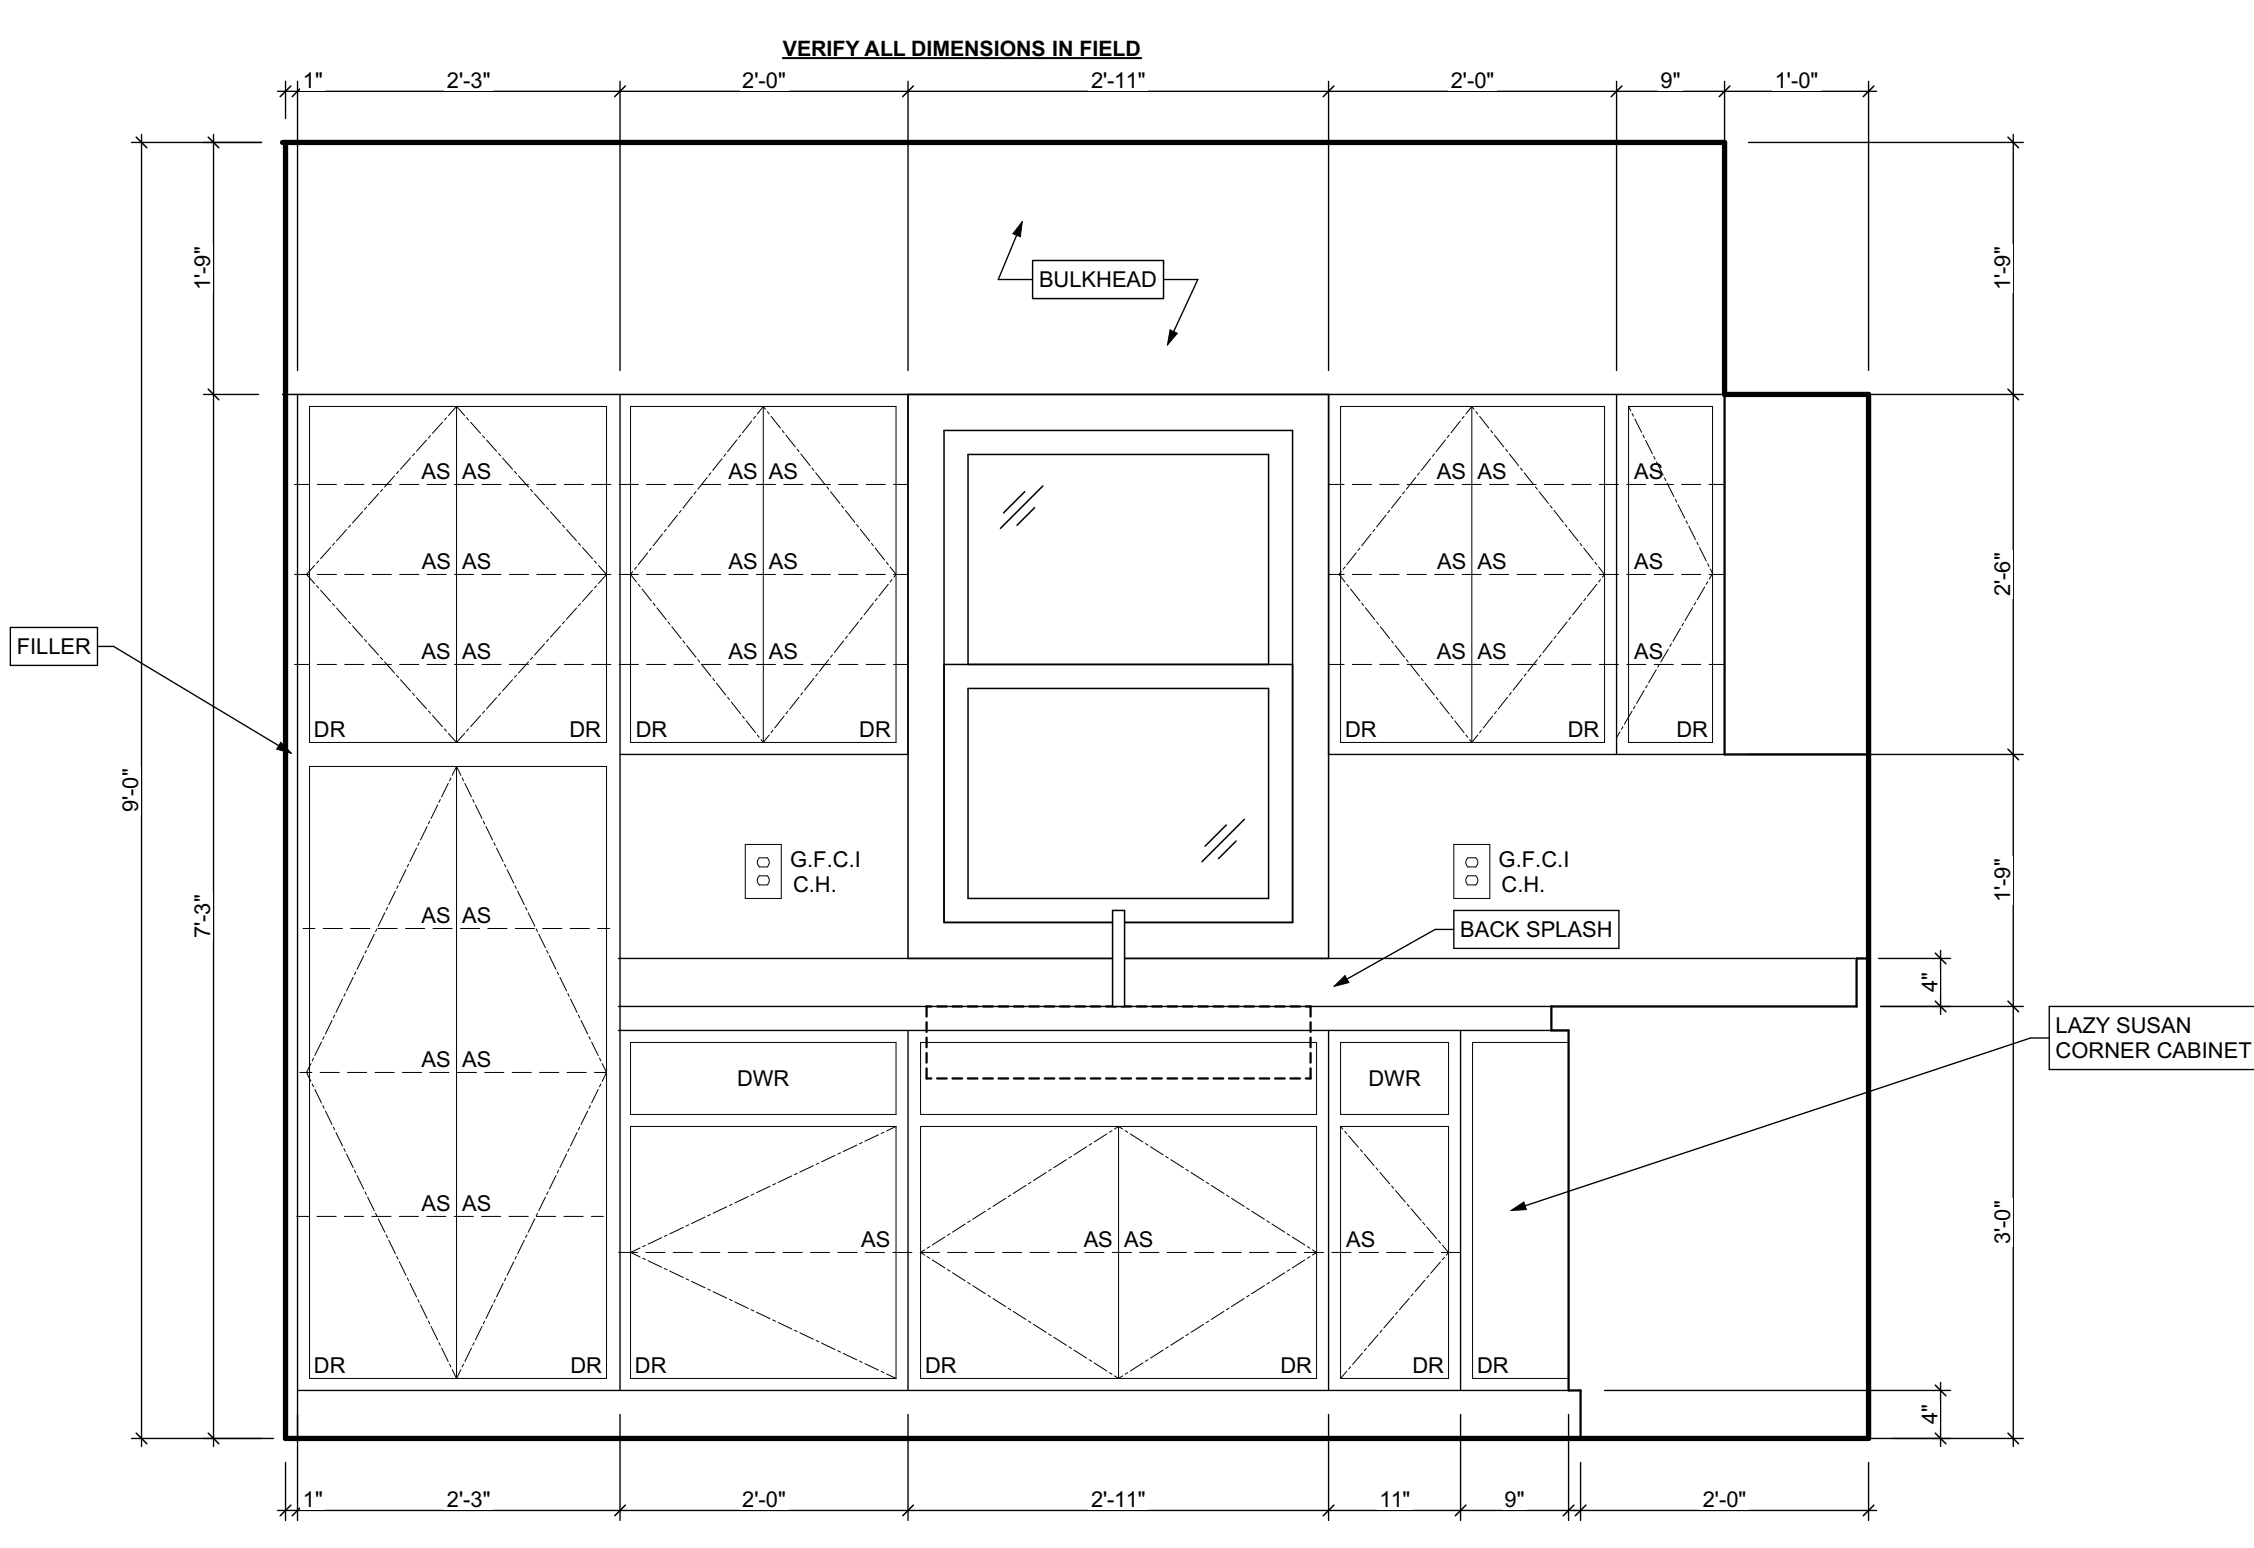 VERIFY ALL DIMENSIONS IN FIELD
1" 2'-3" 2'-0" 2'-11" 2'-0" 9" 1'-0"
1'-9"
1'-9"
BULKHEAD
AS AS AS AS AS AS AS
AS AS AS AS AS AS AS
2'-6"
FILLER
AS AS AS AS AS AS AS
DR DR DR DR DR DR DR
9'-0"
7'-3"
G.F.C.I
C.H.
G.F.C.I
C.H.
1'-9"
AS AS
BACK SPLASH
4"
LAZY SUSAN
CORNER CABINET
AS AS
DWR DWR
AS AS
3'-0"
AS AS AS AS
DR DR DR DR DR DR DR
4"
1" 2'-3" 2'-0" 2'-11" 11" 9" 2'-0"